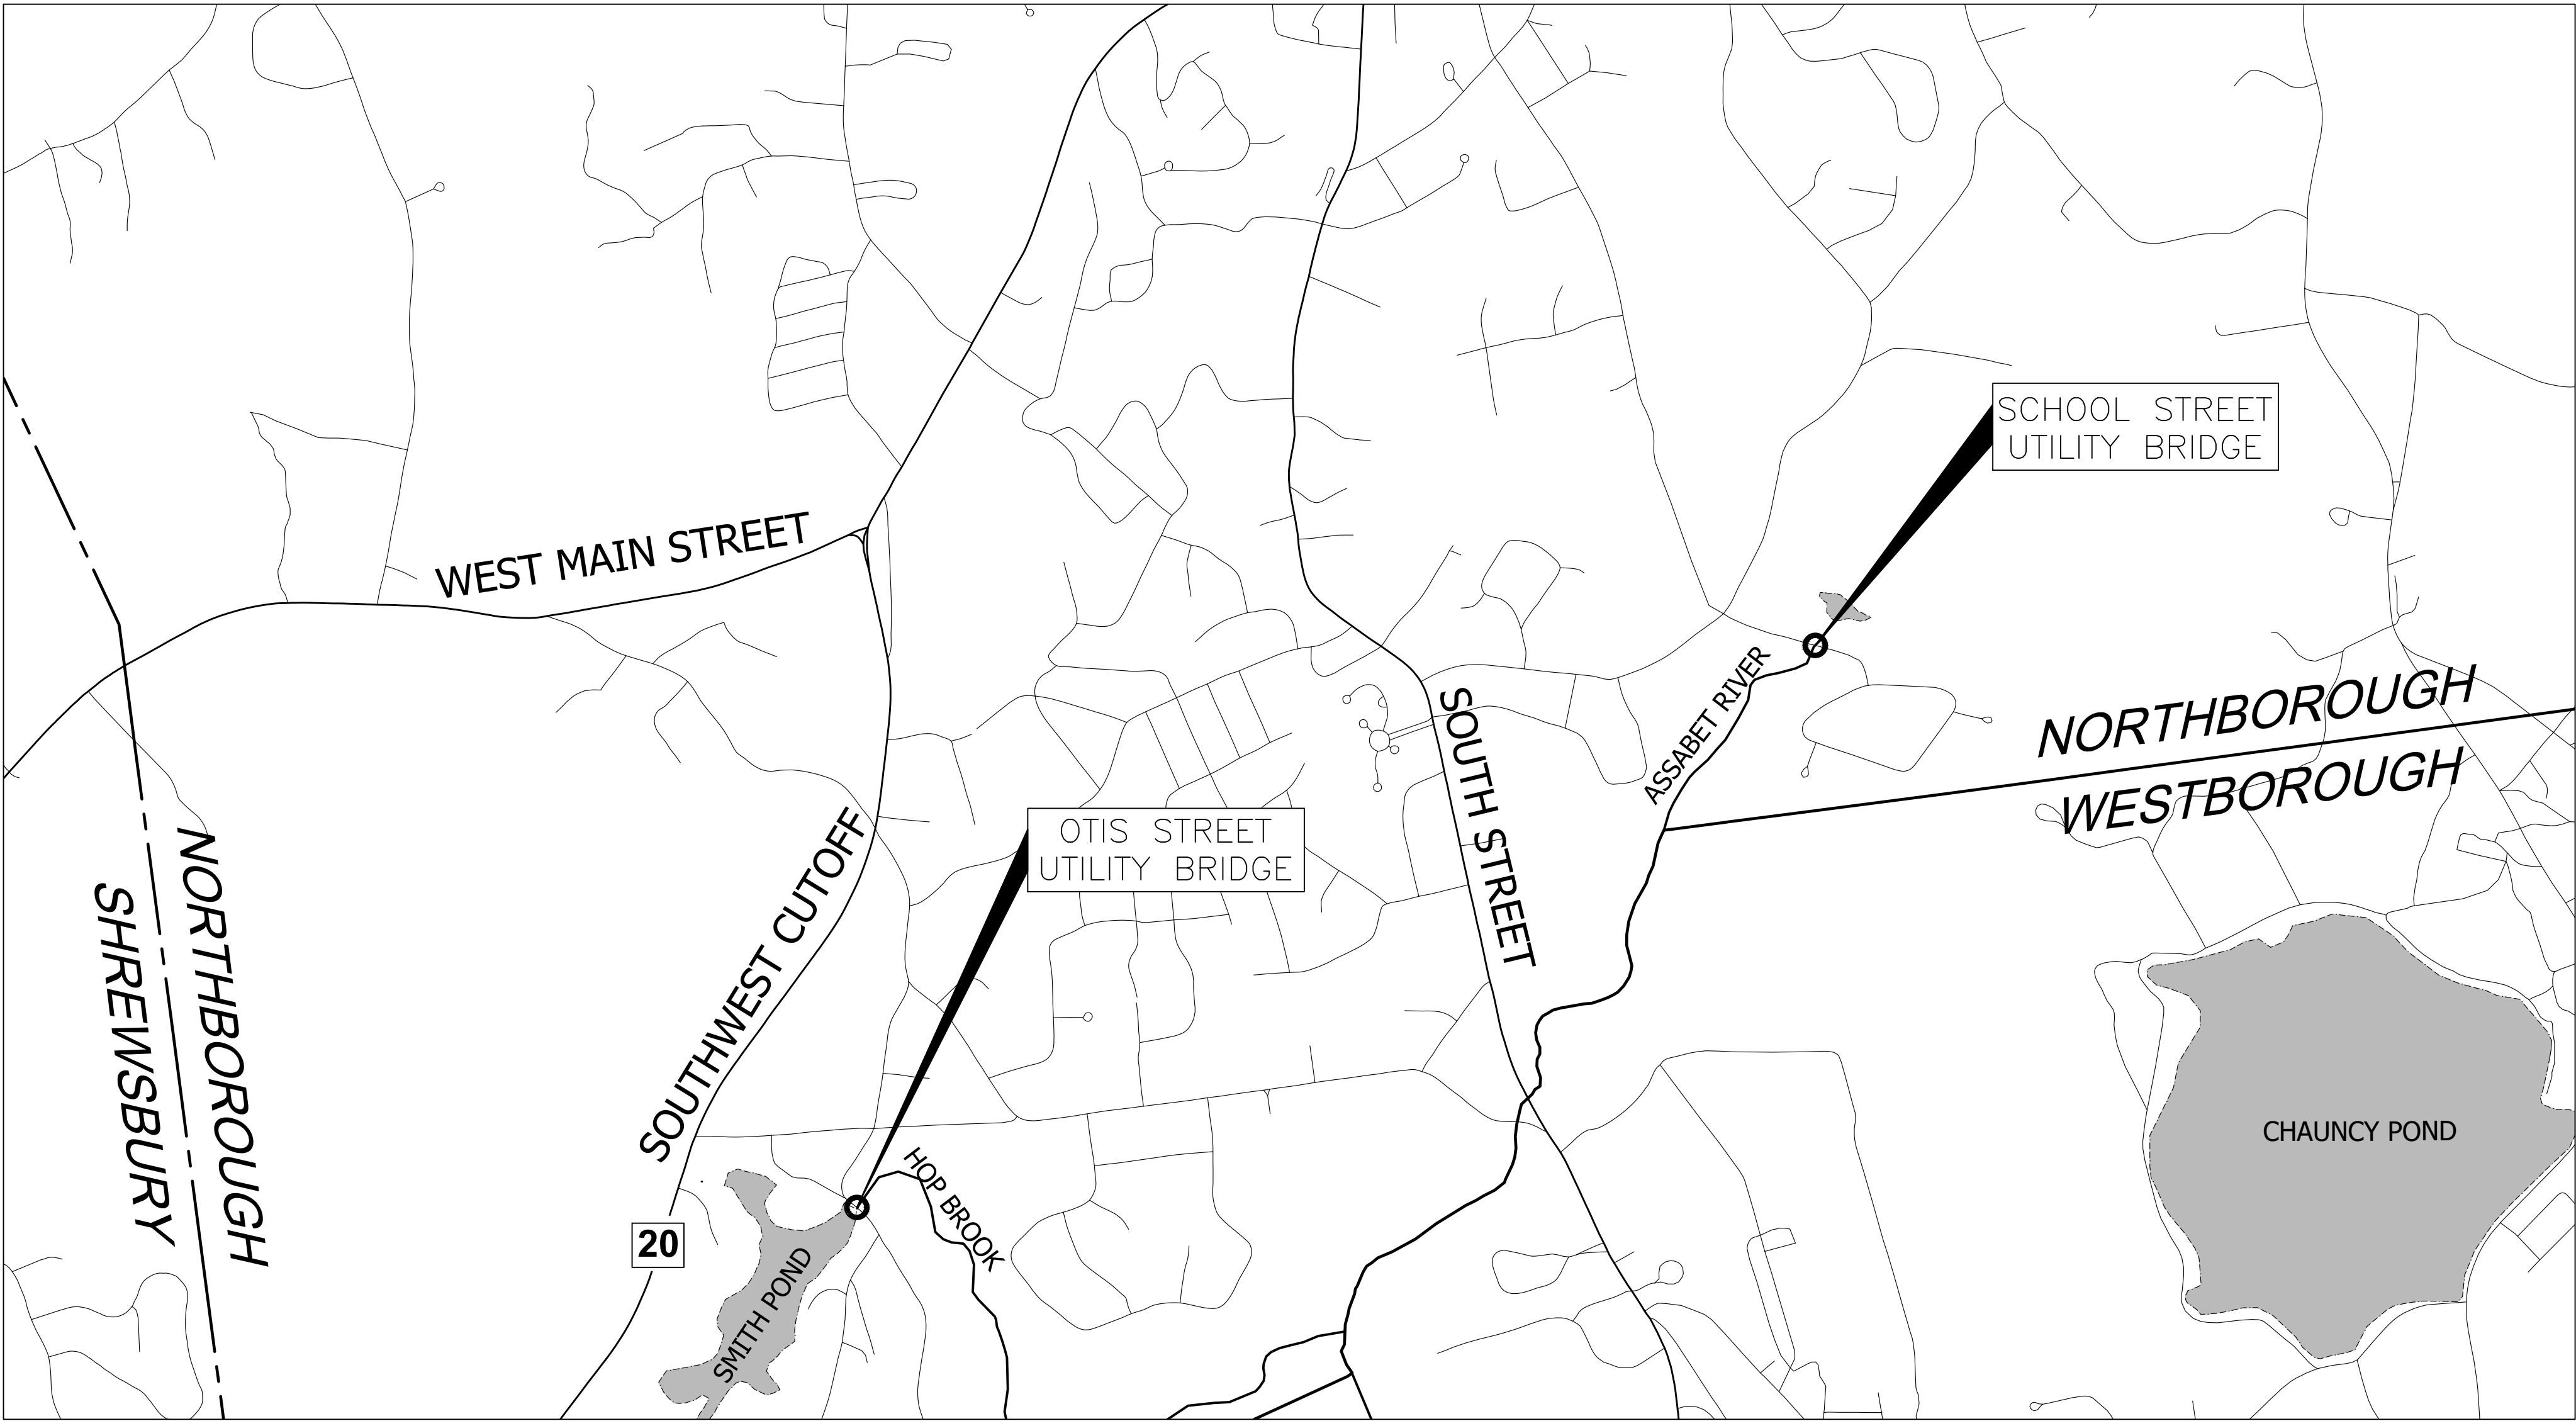 SCHOOL STREET
UTILITY BRIDGE
WEST MAIN STREET
ASSABET RIVER
NORTHBOROUGH
WESTBOROUGH
SOUTH STREET
OTIS STREET
UTILITY BRIDGE
SOUTHWEST CUTOFF
NORTHBOROUGH
SHREWSBURY
CHAUNCY POND
HOP BROOK
20
SMITH POND